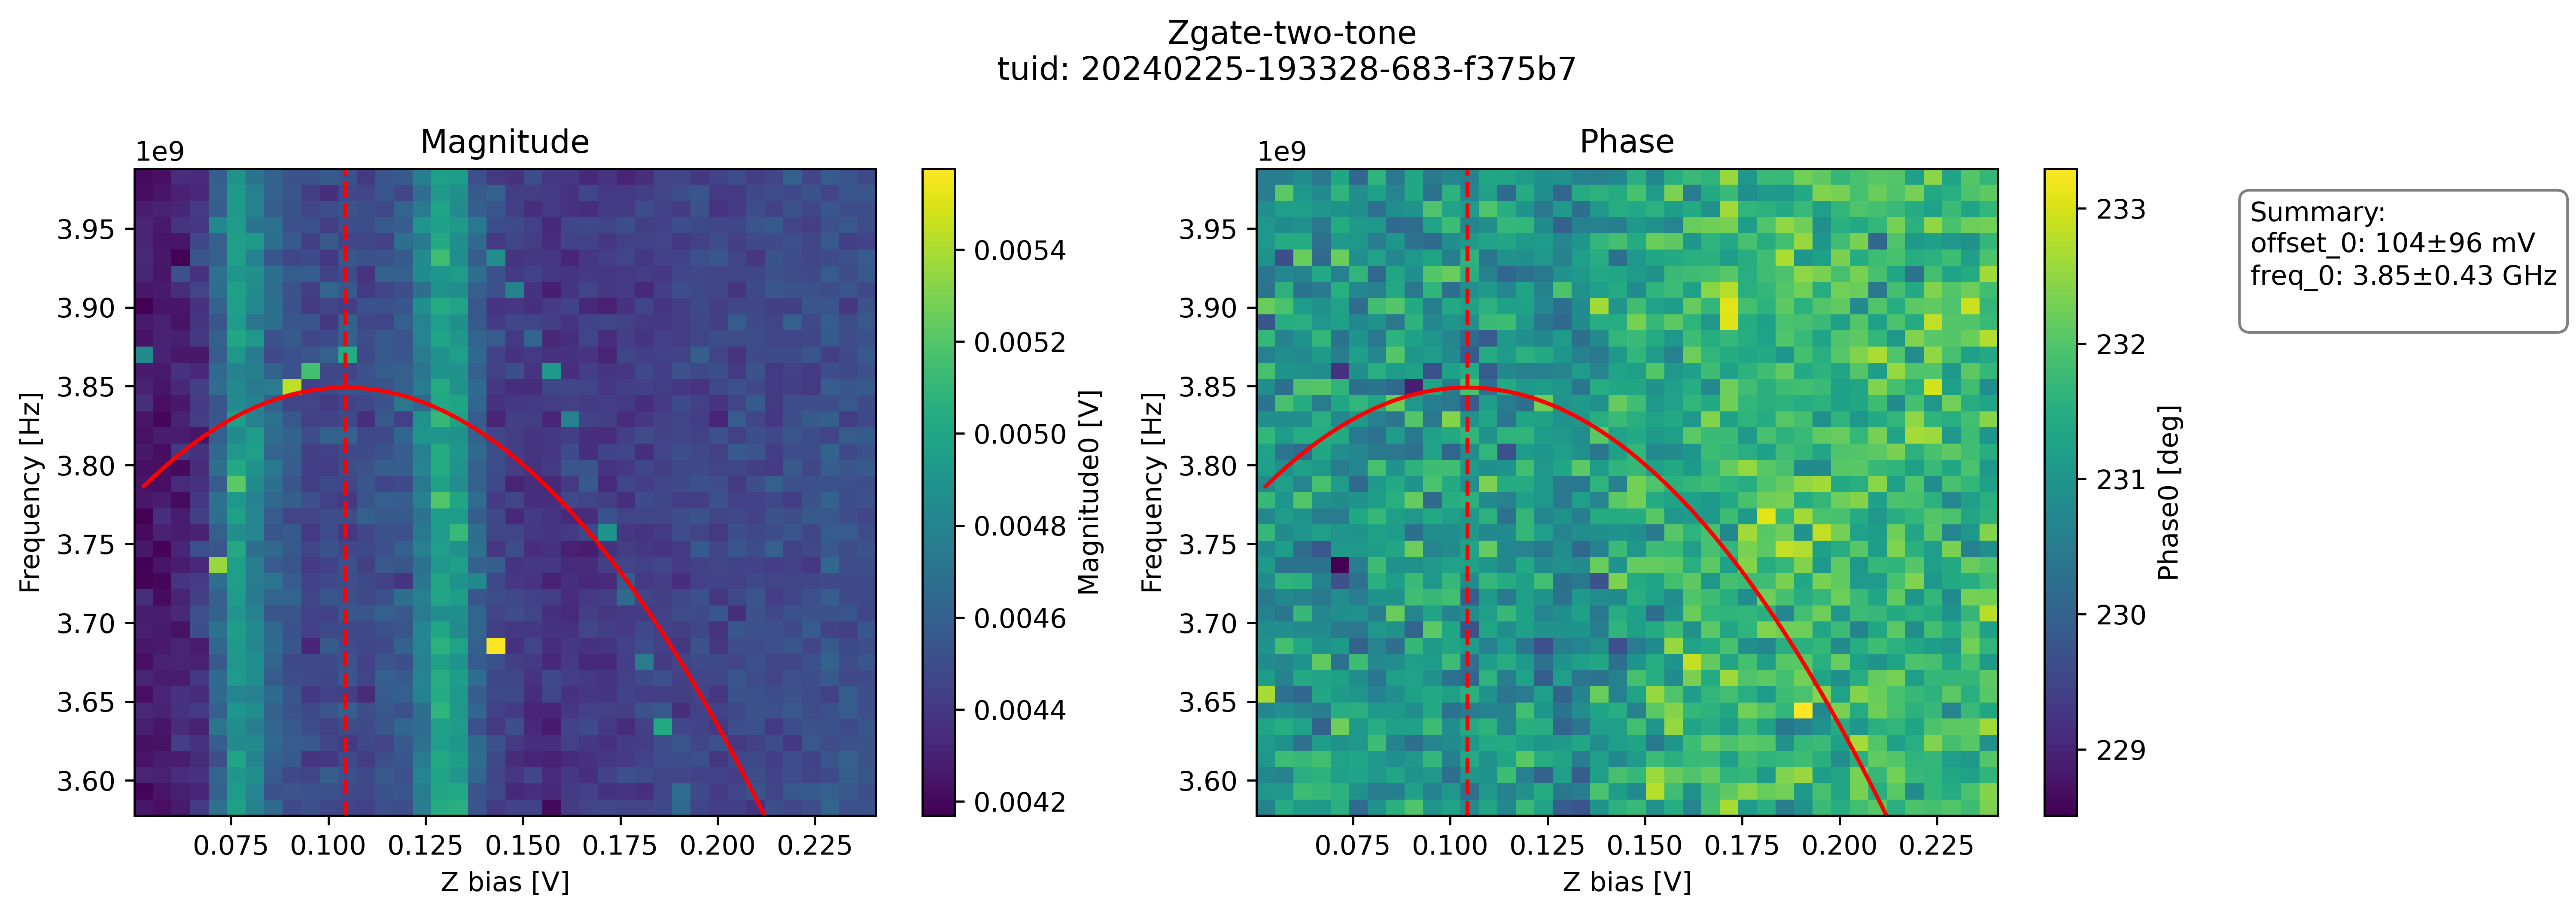 Zgate-two-tone
tuid: 20240225-193328-683-f375b7
Magnitude
1e9
Frequency [Hz]
3.95
3.90
3.85
3.80
3.75
3.70
3.65
3.60
0.075 0.100 0.125 0.150 0.175 0.200 0.225
Z bias [V]
0.0054
0.0052
0.0050
0.0048
0.0046
0.0044
0.0042
Magnitude0 [V]
Phase
1e9
Frequency [Hz]
3.95
3.90
3.85
3.80
3.75
3.70
3.65
3.60
0.075 0.100 0.125 0.150 0.175 0.200 0.225
Z bias [V]
233
232
231
230
229
Phase0 [deg]
Summary:
offset_0: 104±96 mV
freq_0: 3.85±0.43 GHz